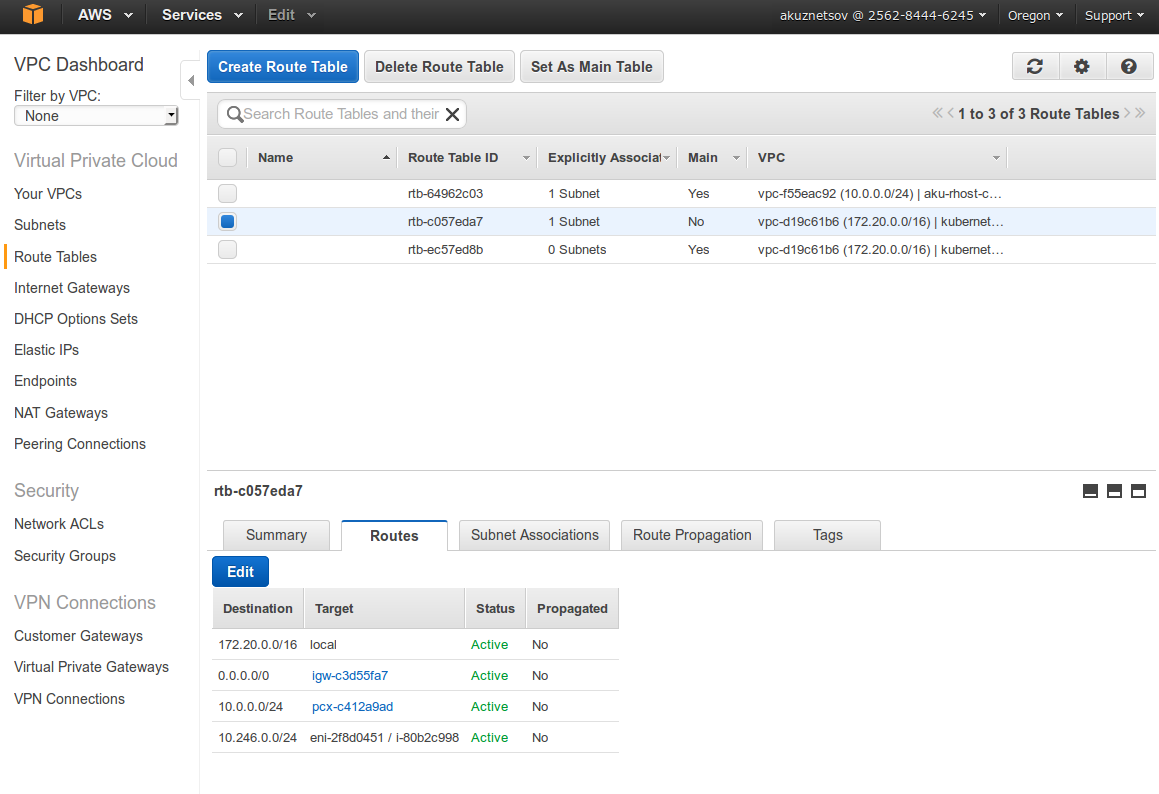 AWS Services Edit akuznetsov @ 2562-8444-6245 Oregon Support
VPC Dashboard
Filter by VPC:
None
Virtual Private Cloud
Your VPCs
Subnets
Route Tables
Internet Gateways
DHCP Options Sets
Elastic IPs
Endpoints
NAT Gateways
Peering Connections
Security
Network ACLs
Security Groups
VPN Connections
Customer Gateways
Virtual Private Gateways
VPN Connections
Create Route Table Delete Route Table Set As Main Table
Search Route Tables and their 1 to 3 of 3 Route Tables
Name Route Table ID Explicitly Associat Main VPC
rtb-64962c03 1 Subnet Yes vpc-f55eac92 (10.0.0.0/24) | aku-rhost-c…
rtb-c057eda7 1 Subnet No vpc-d19c61b6 (172.20.0.0/16) | kubernet…
rtb-ec57ed8b 0 Subnets Yes vpc-d19c61b6 (172.20.0.0/16) | kubernet…
rtb-c057eda7
Summary Routes Subnet Associations Route Propagation Tags
Edit
Destination Target Status Propagated
172.20.0.0/16 local Active No
0.0.0.0/0 igw-c3d55fa7 Active No
10.0.0.0/24 pcx-c412a9ad Active No
10.246.0.0/24 eni-2f8d0451 / i-80b2c998 Active No